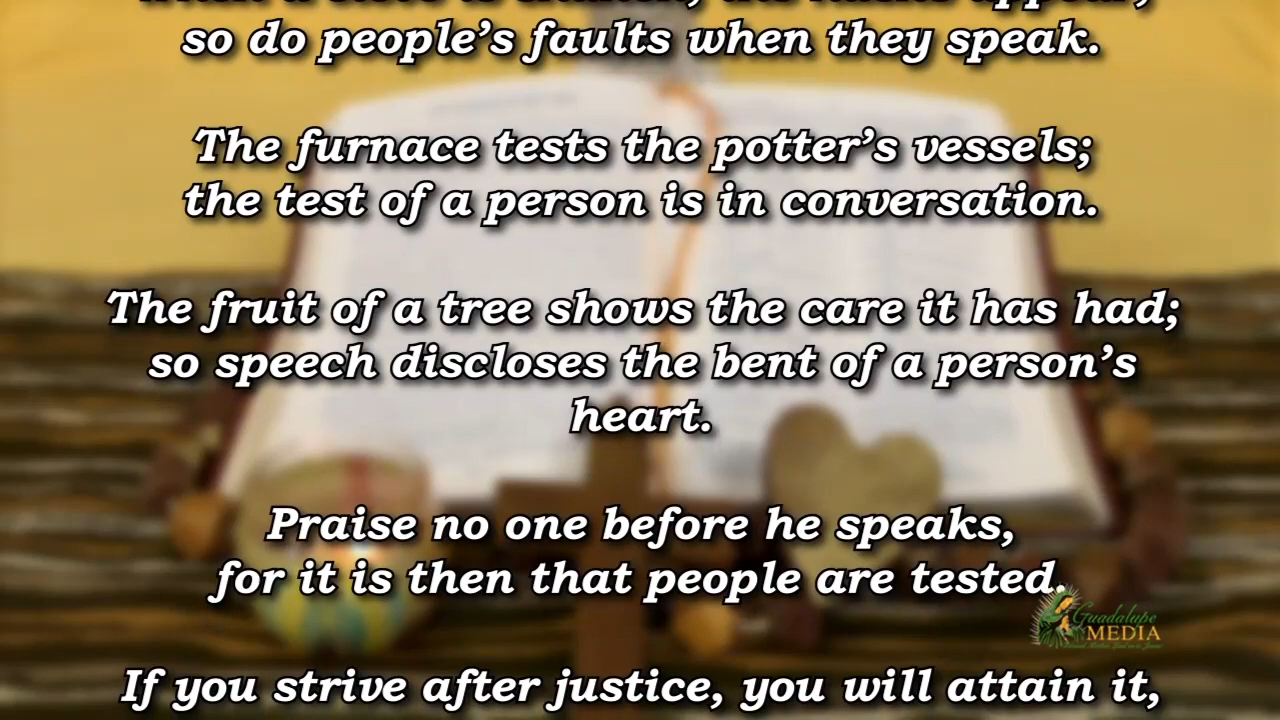 so do people's faults when they speak.
The furnace tests the potter's vessels;
the test of a person is in conversation.
The fruit of a tree shows the care it has had;
so speech discloses the bent of a person's
heart.
Praise no one before he speaks,
for it is then that people are tested.
Guadalupe
MEDIA
If you strive after justice, you will attain it,